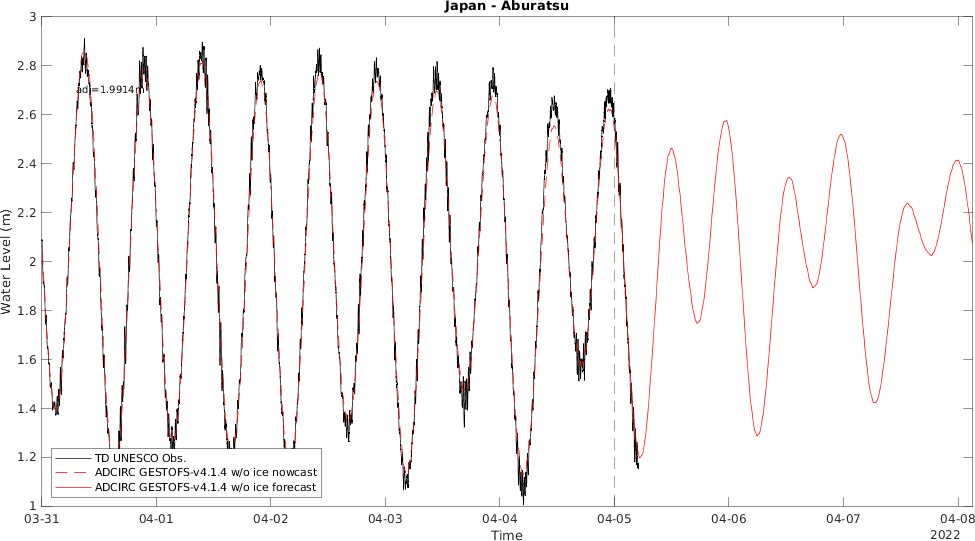 Japan - Aburatsu
3
2.8
2.6
2.4
2.2
2
1.8
1.6
1.4
1.2
1
Water Level (m)
adj=1.9914m
TD UNESCO Obs.
ADCIRC GESTOFS-v4.1.4 w/o ice nowcast
ADCIRC GESTOFS-v4.1.4 w/o ice forecast
03-31 04-01 04-02 04-03 04-04 04-05 04-06 04-07 04-08
Time
2022